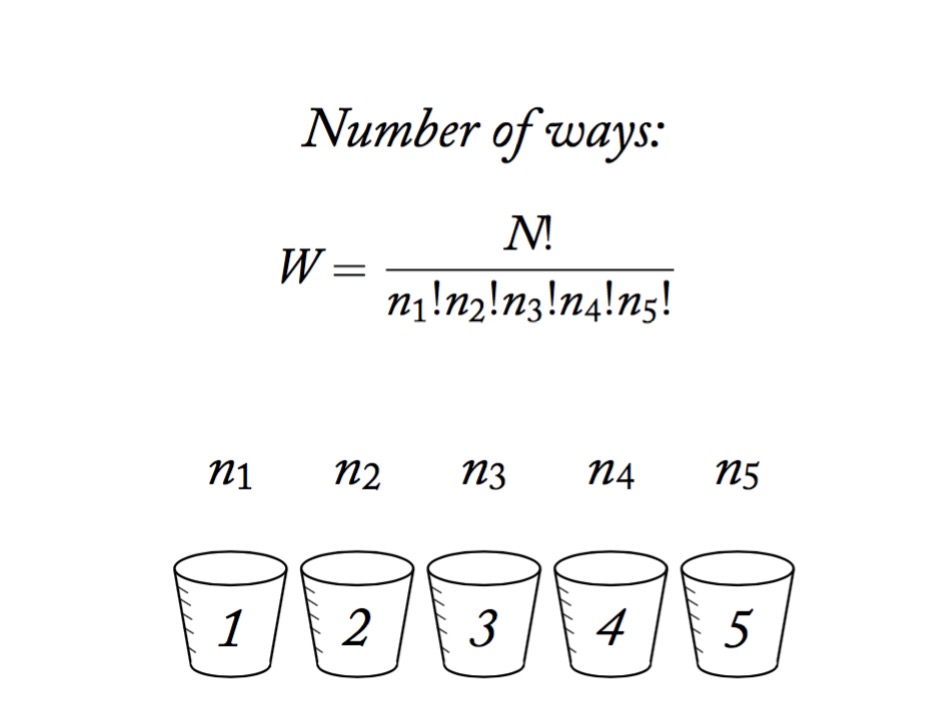 Number of ways:
W = N! / n₁!n₂!n₃!n₄!n₅!
n₁ n₂ n₃ n₄ n₅
1 2 3 4 5